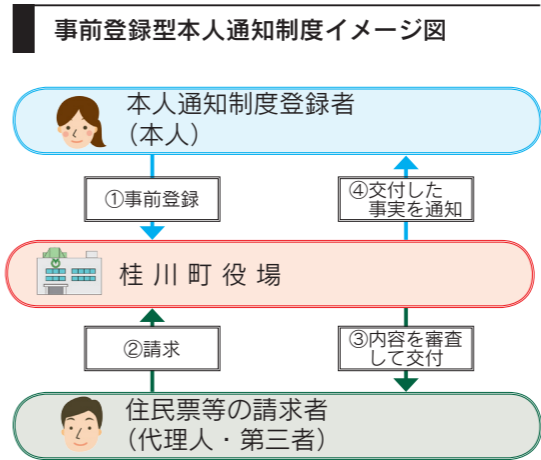 事前登録型本人通知制度イメージ図
本人通知制度登録者
(本人)
①事前登録
④交付した
事実を通知
桂川町役場
②請求
③内容を審査
して交付
住民票等の請求者
(代理人・第三者)